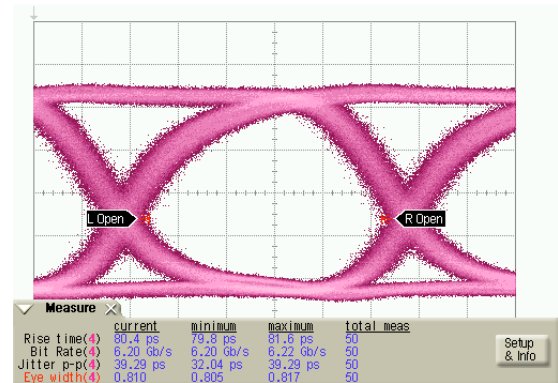 L Open
R Open
Measure
current minimum maximum total meas
Rise time(4) 80.4 ps 79.8 ps 81.6 ps 50
Bit Rate(4) 6.20 Gb/s 6.20 Gb/s 6.22 Gb/s 50
Jitter p-p(4) 39.29 ps 32.04 ps 39.29 ps 50
Eye width(4) 0.810 0.805 0.817 50
Setup
& Info